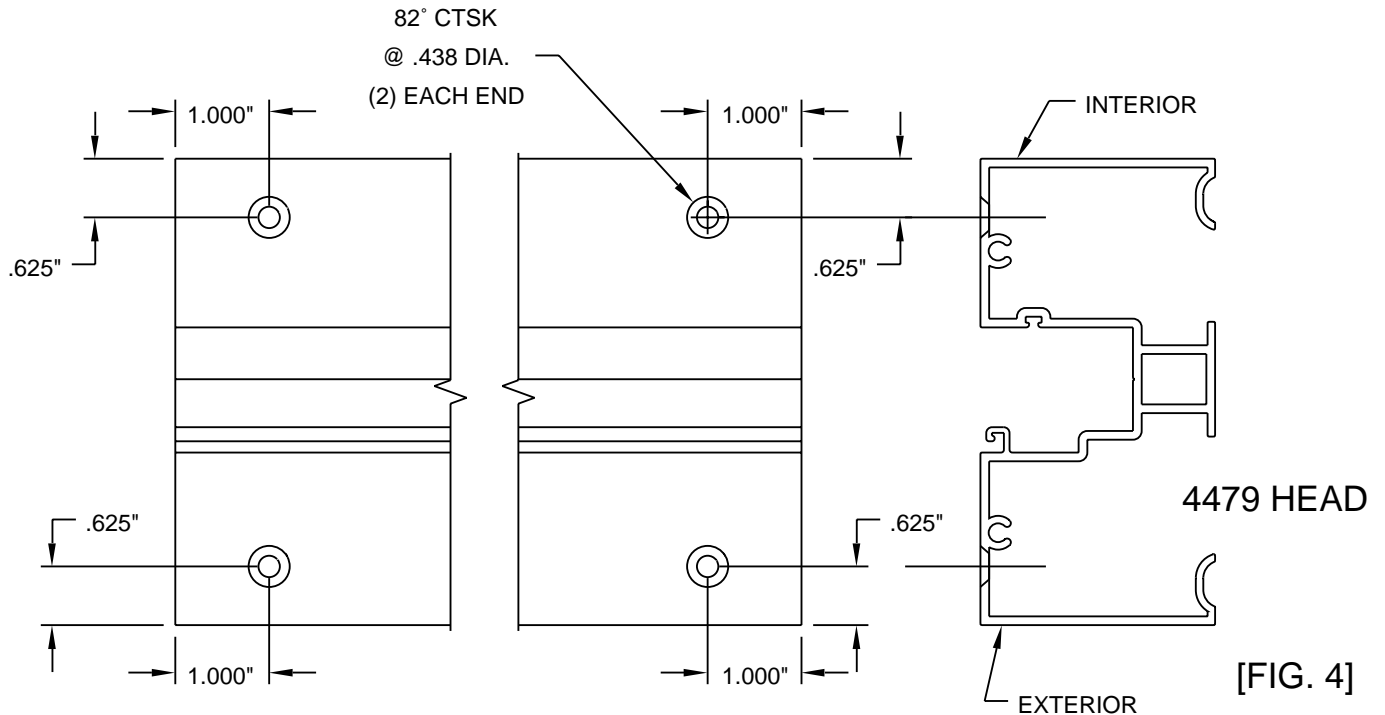 82° CTSK
@ .438 DIA.
(2) EACH END
1.000"
1.000"
INTERIOR
.625"
.625"
4479 HEAD
.625"
.625"
1.000"
1.000"
[FIG. 4]
EXTERIOR